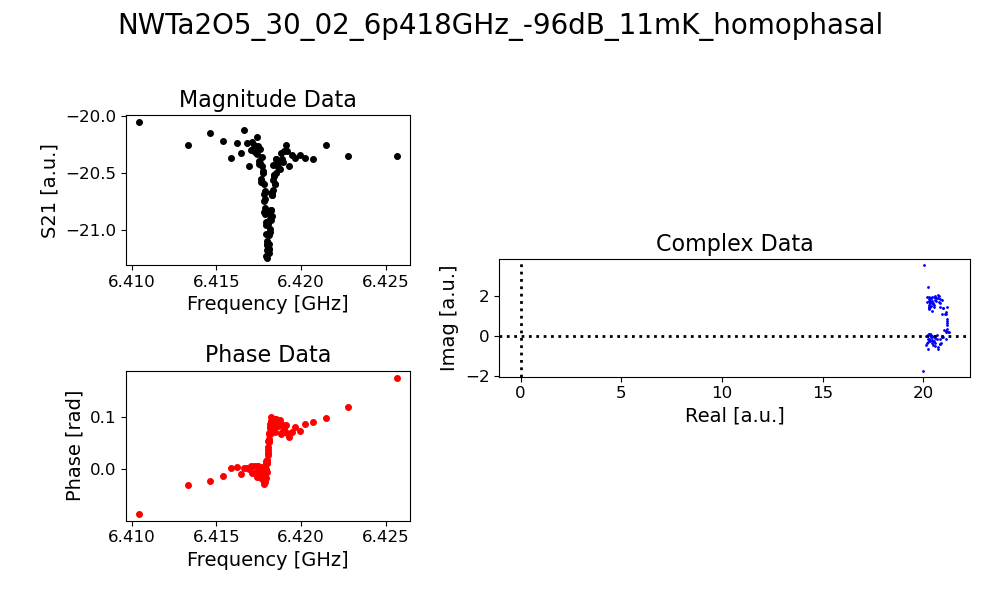 NWTa2O5_30_02_6p418GHz_-96dB_11mK_homophasal
Magnitude Data
S21 [a.u.]
−20.0
−20.5
−21.0
6.410 6.415 6.420 6.425
Frequency [GHz]
Phase Data
Phase [rad]
0.1
0.0
6.410 6.415 6.420 6.425
Frequency [GHz]
Complex Data
Imag [a.u.]
2
0
−2
0 5 10 15 20
Real [a.u.]